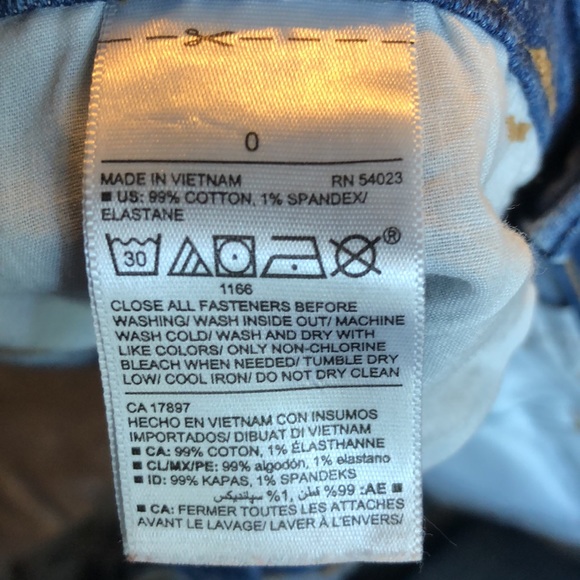 0
MADE IN VIETNAM RN 54023
■ US: 99% COTTON, 1% SPANDEX/
ELASTANE
30
®
1166
CLOSE ALL FASTENERS BEFORE
WASHING/ WASH INSIDE OUT/ MACHINE
WASH COLD/ WASH AND DRY WITH
LIKE COLORS/ ONLY NON-CHLORINE
BLEACH WHEN NEEDED/ TUMBLE DRY
LOW/ COOL IRON/ DO NOT DRY CLEAN
CA 17897
HECHO EN VIETNAM CON INSUMOS
IMPORTADOS/ DIBUAT DI VIETNAM
■ CA: 99% COTON, 1% ÉLASTHANNE
■ CL/MX/PE: 99% algodón, 1% elastano
■ ID: 99% KAPAS, 1% SPANDEKS
■ AE: 99% قطن, 1% سپانديكس
■ CA: FERMER TOUTES LES ATTACHES
AVANT LE LAVAGE/ LAVER À L'ENVERS/